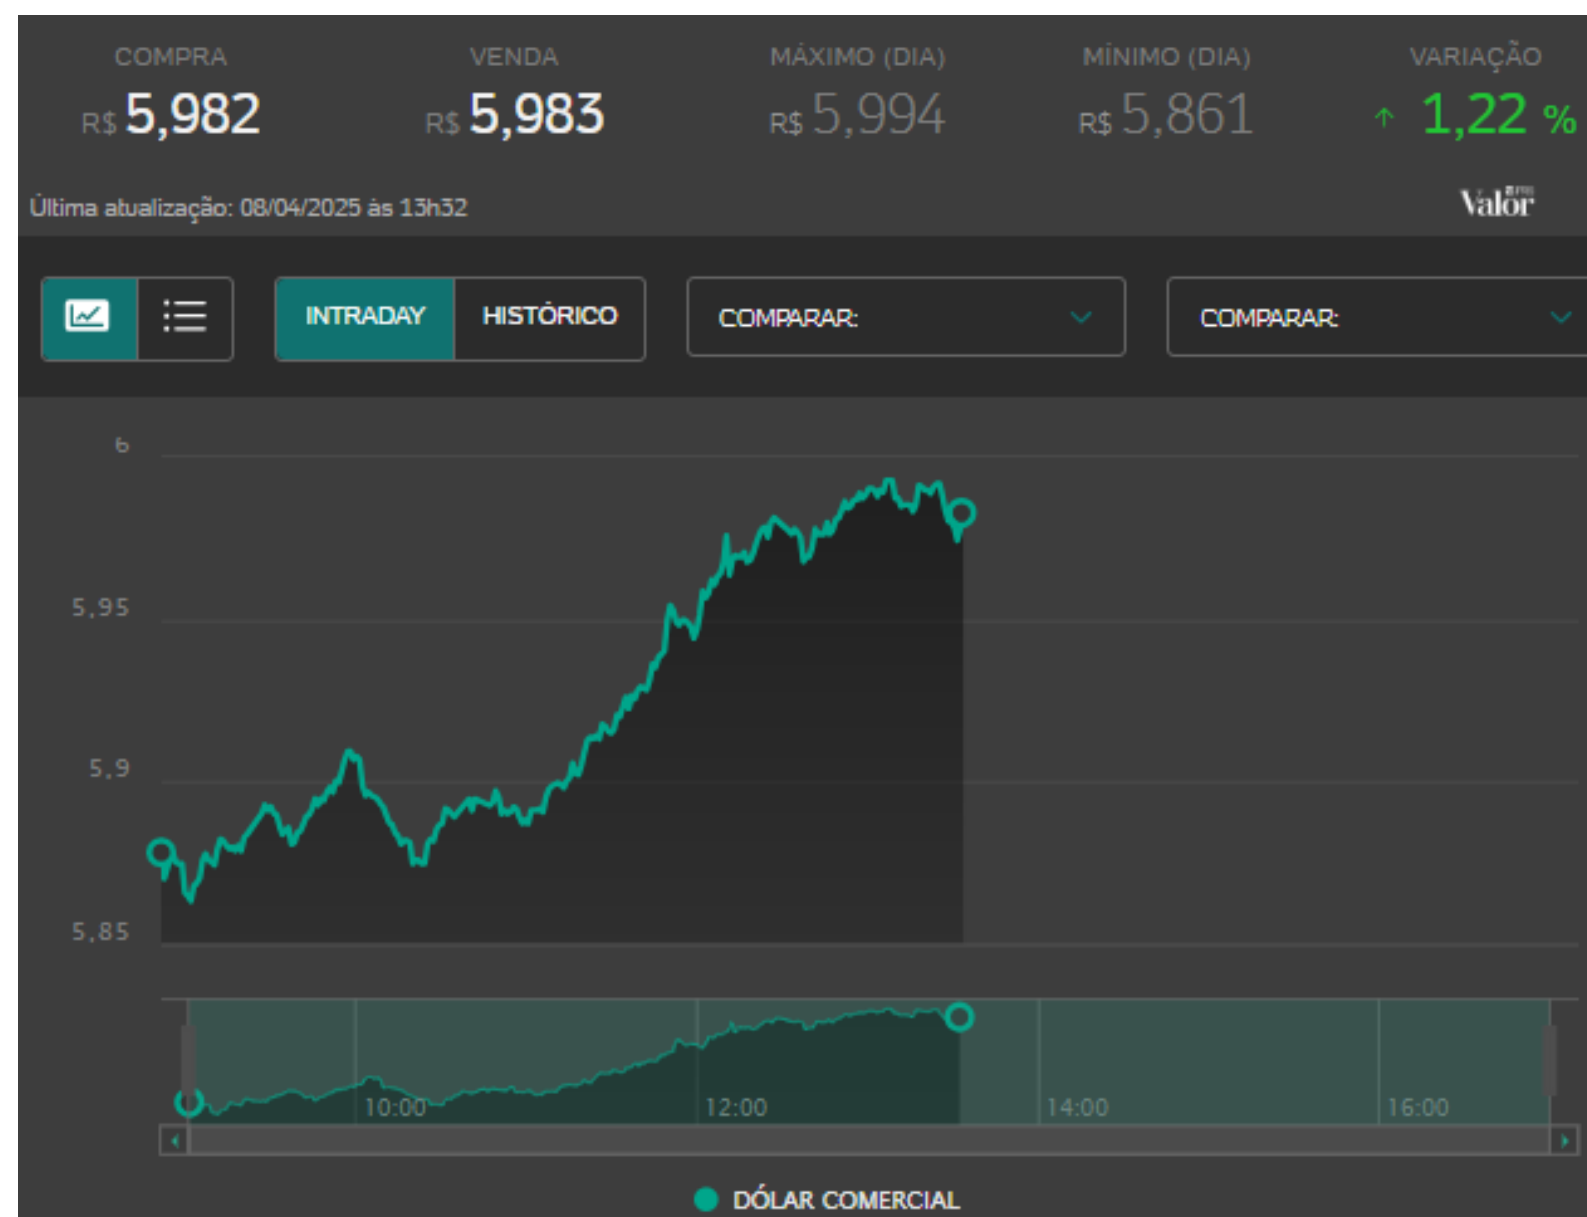 COMPRA VENDA MÁXIMO (DIA) MÍNIMO (DIA) VARIAÇÃO
R$ 5,982 R$ 5,983 R$ 5,994 R$ 5,861 ↑ 1,22 %
Última atualização: 08/04/2025 às 13h32
Valor
INTRADAY HISTÓRICO COMPARAR: COMPARAR:
6
5,95
5,9
5,85
10:00 12:00 14:00 16:00
DÓLAR COMERCIAL